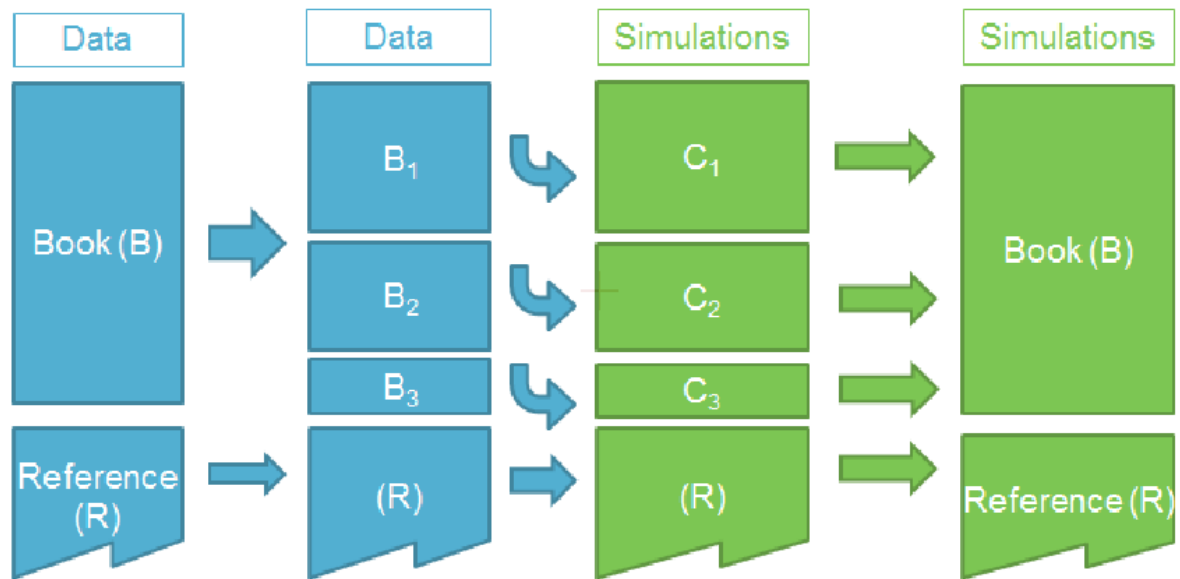 Data
Data
Simulations
Simulations
Book (B)
B₁
C₁
Book (B)
B₂
C₂
B₃
C₃
Reference
(R)
(R)
(R)
Reference (R)